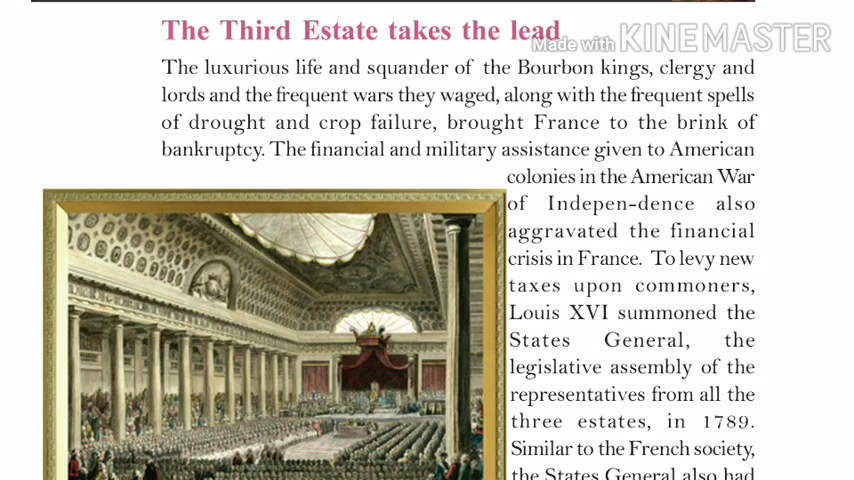 The Third Estate takes the lead
Made with KINEMASTER
The luxurious life and squander of the Bourbon kings, clergy and
lords and the frequent wars they waged, along with the frequent spells
of drought and crop failure, brought France to the brink of
bankruptcy. The financial and military assistance given to American
colonies in the American War
of Indepen-dence also
aggravated the financial
crisis in France. To levy new
taxes upon commoners,
Louis XVI summoned the
States General, the
legislative assembly of the
representatives from all the
three estates, in 1789.
Similar to the French society,
the States General also had